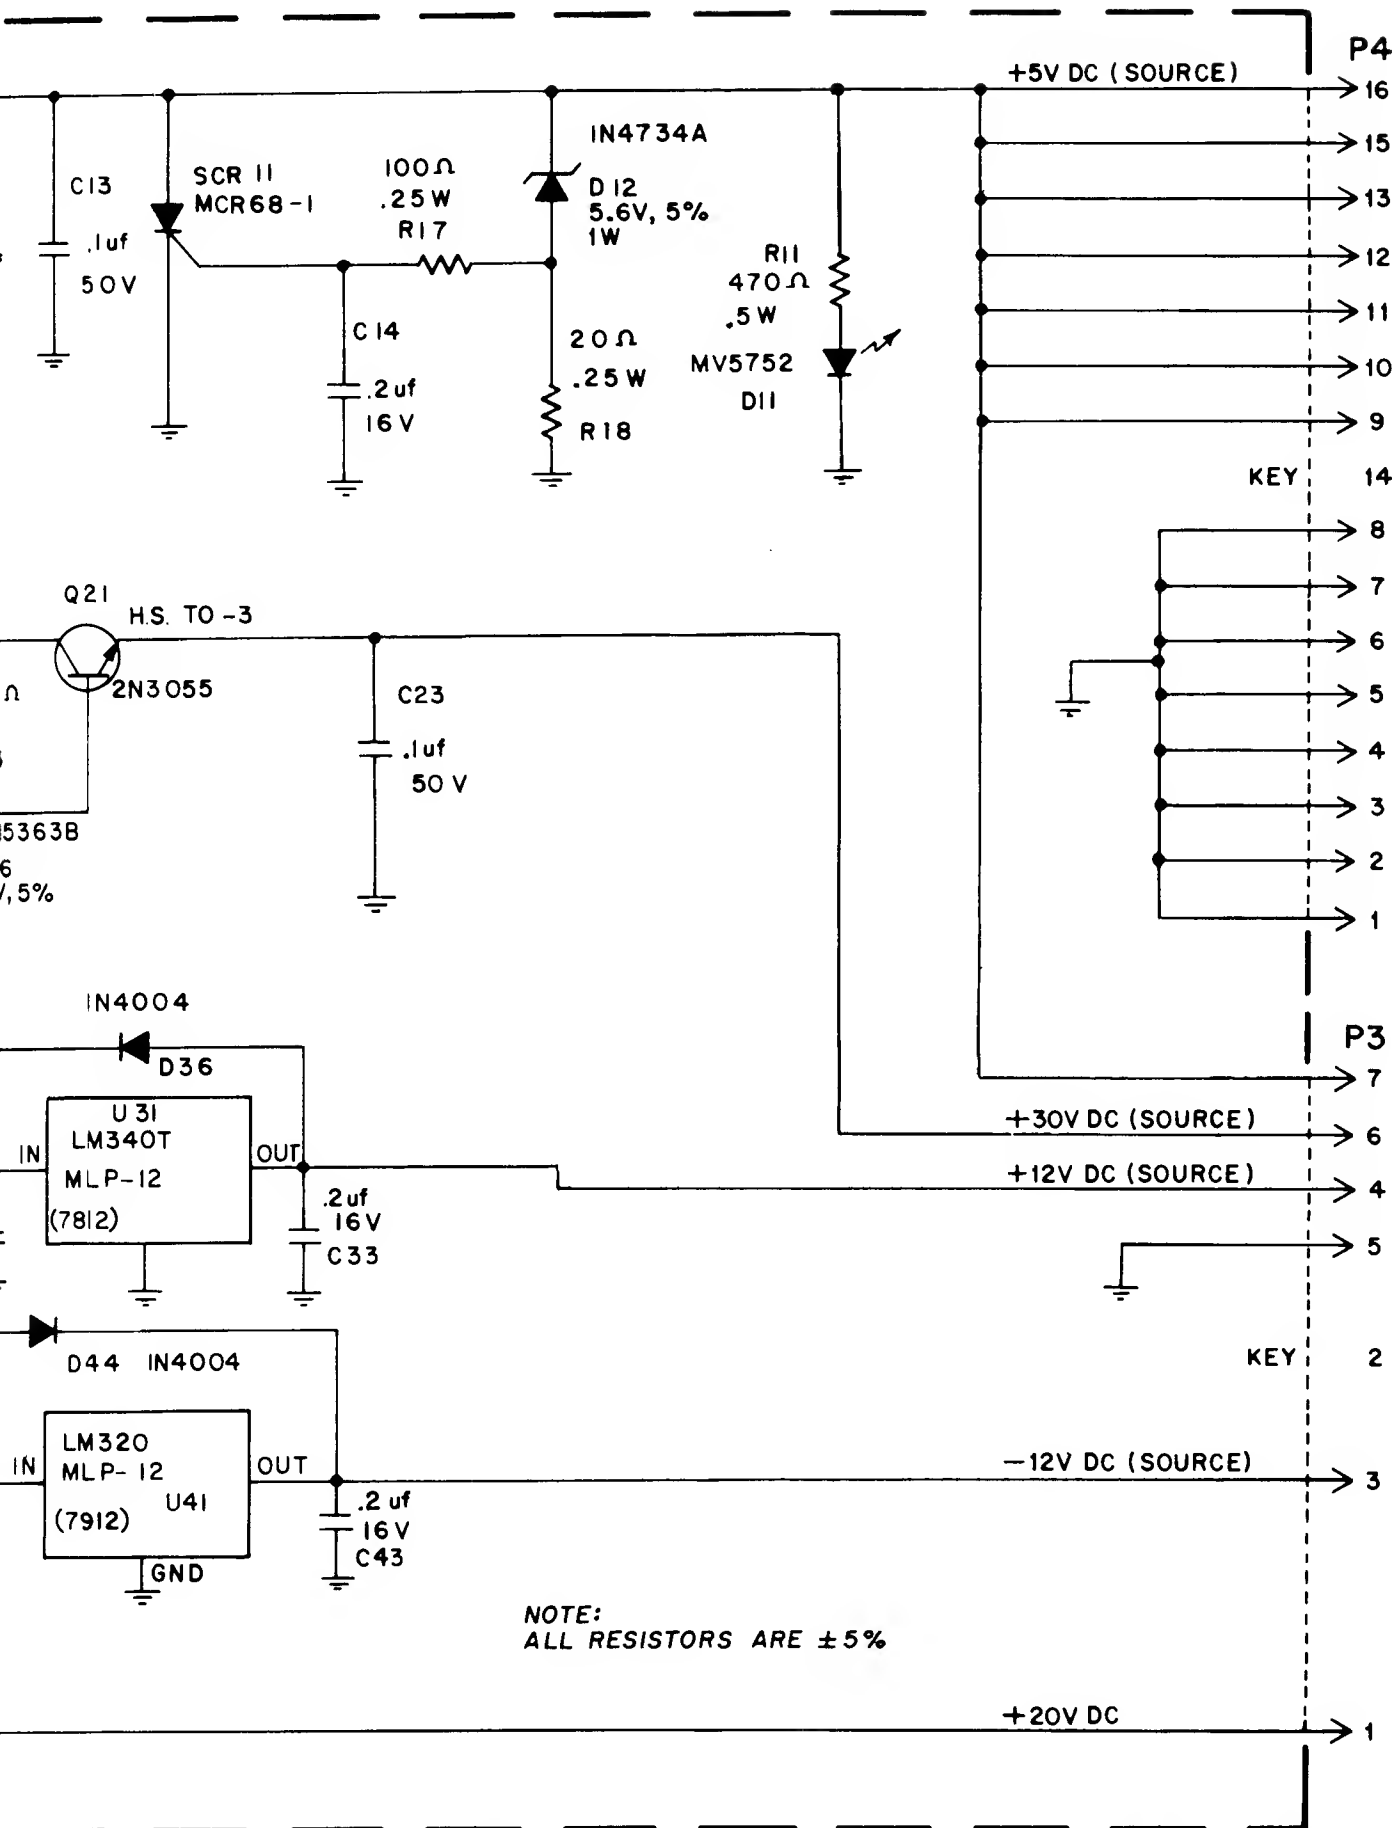 P4
+5V DC (SOURCE)
16
15
13
12
11
10
9
KEY 14
8
7
6
5
4
3
2
1
C13
.1uf
50V
SCR 11
MCR68-1
100Ω
.25W
R17
IN4734A
D12
5.6V, 5%
1W
C14
.2uf
16V
20Ω
.25W
R18
R11
470Ω
.5W
MV5752
D11
Q21
H.S. TO -3
2N3055
Ω
C23
.1uf
50V
5363B
6
V, 5%
IN4004
D36
U31
LM340T
MLP-12
(7812)
IN
OUT
.2uf
16V
C33
P3
7
+30V DC (SOURCE)
6
+12V DC (SOURCE)
4
5
D44 IN4004
KEY 2
LM320
MLP-12
U41
(7912)
IN
OUT
GND
.2uf
16V
C43
-12V DC (SOURCE)
3
NOTE:
ALL RESISTORS ARE ±5%
+20V DC
1